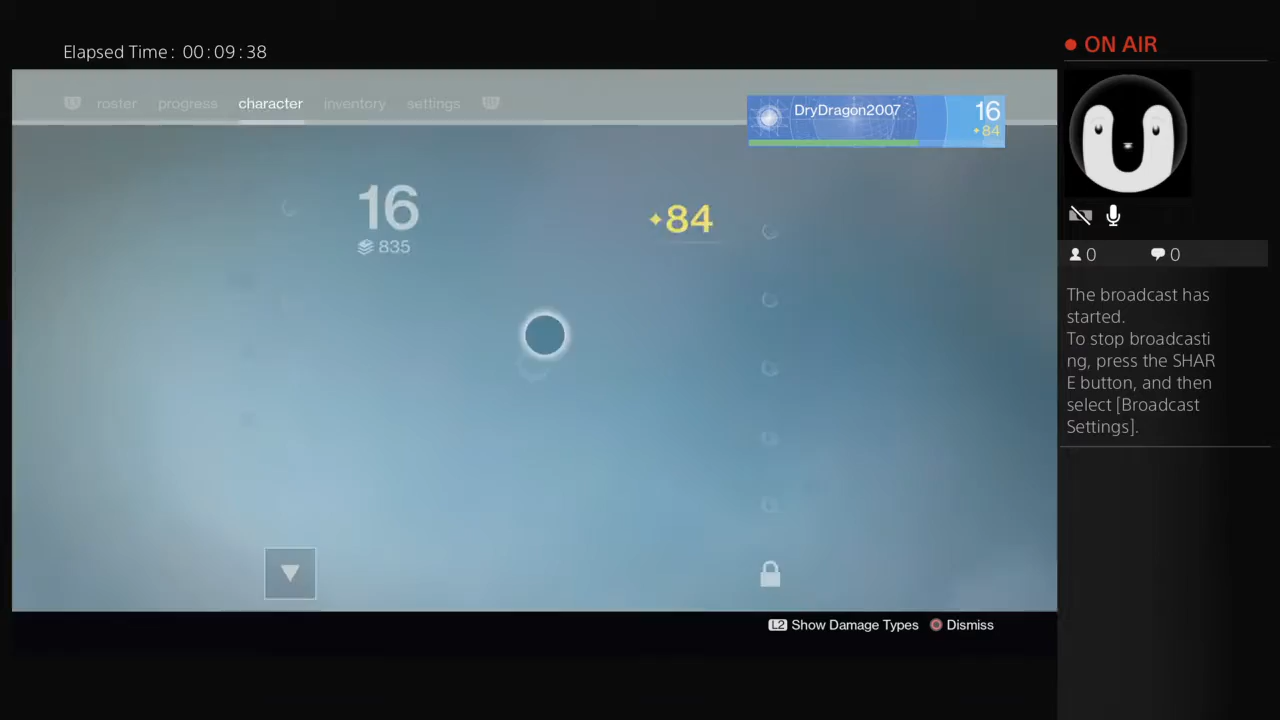 Elapsed Time: 00:09:38
ON AIR
roster progress character inventory settings
DryDragon2007
16
84
16
835
84
0 0
The broadcast has
started.
To stop broadcasti
ng, press the SHAR
E button, and then
select [Broadcast
Settings].
L2 Show Damage Types Dismiss